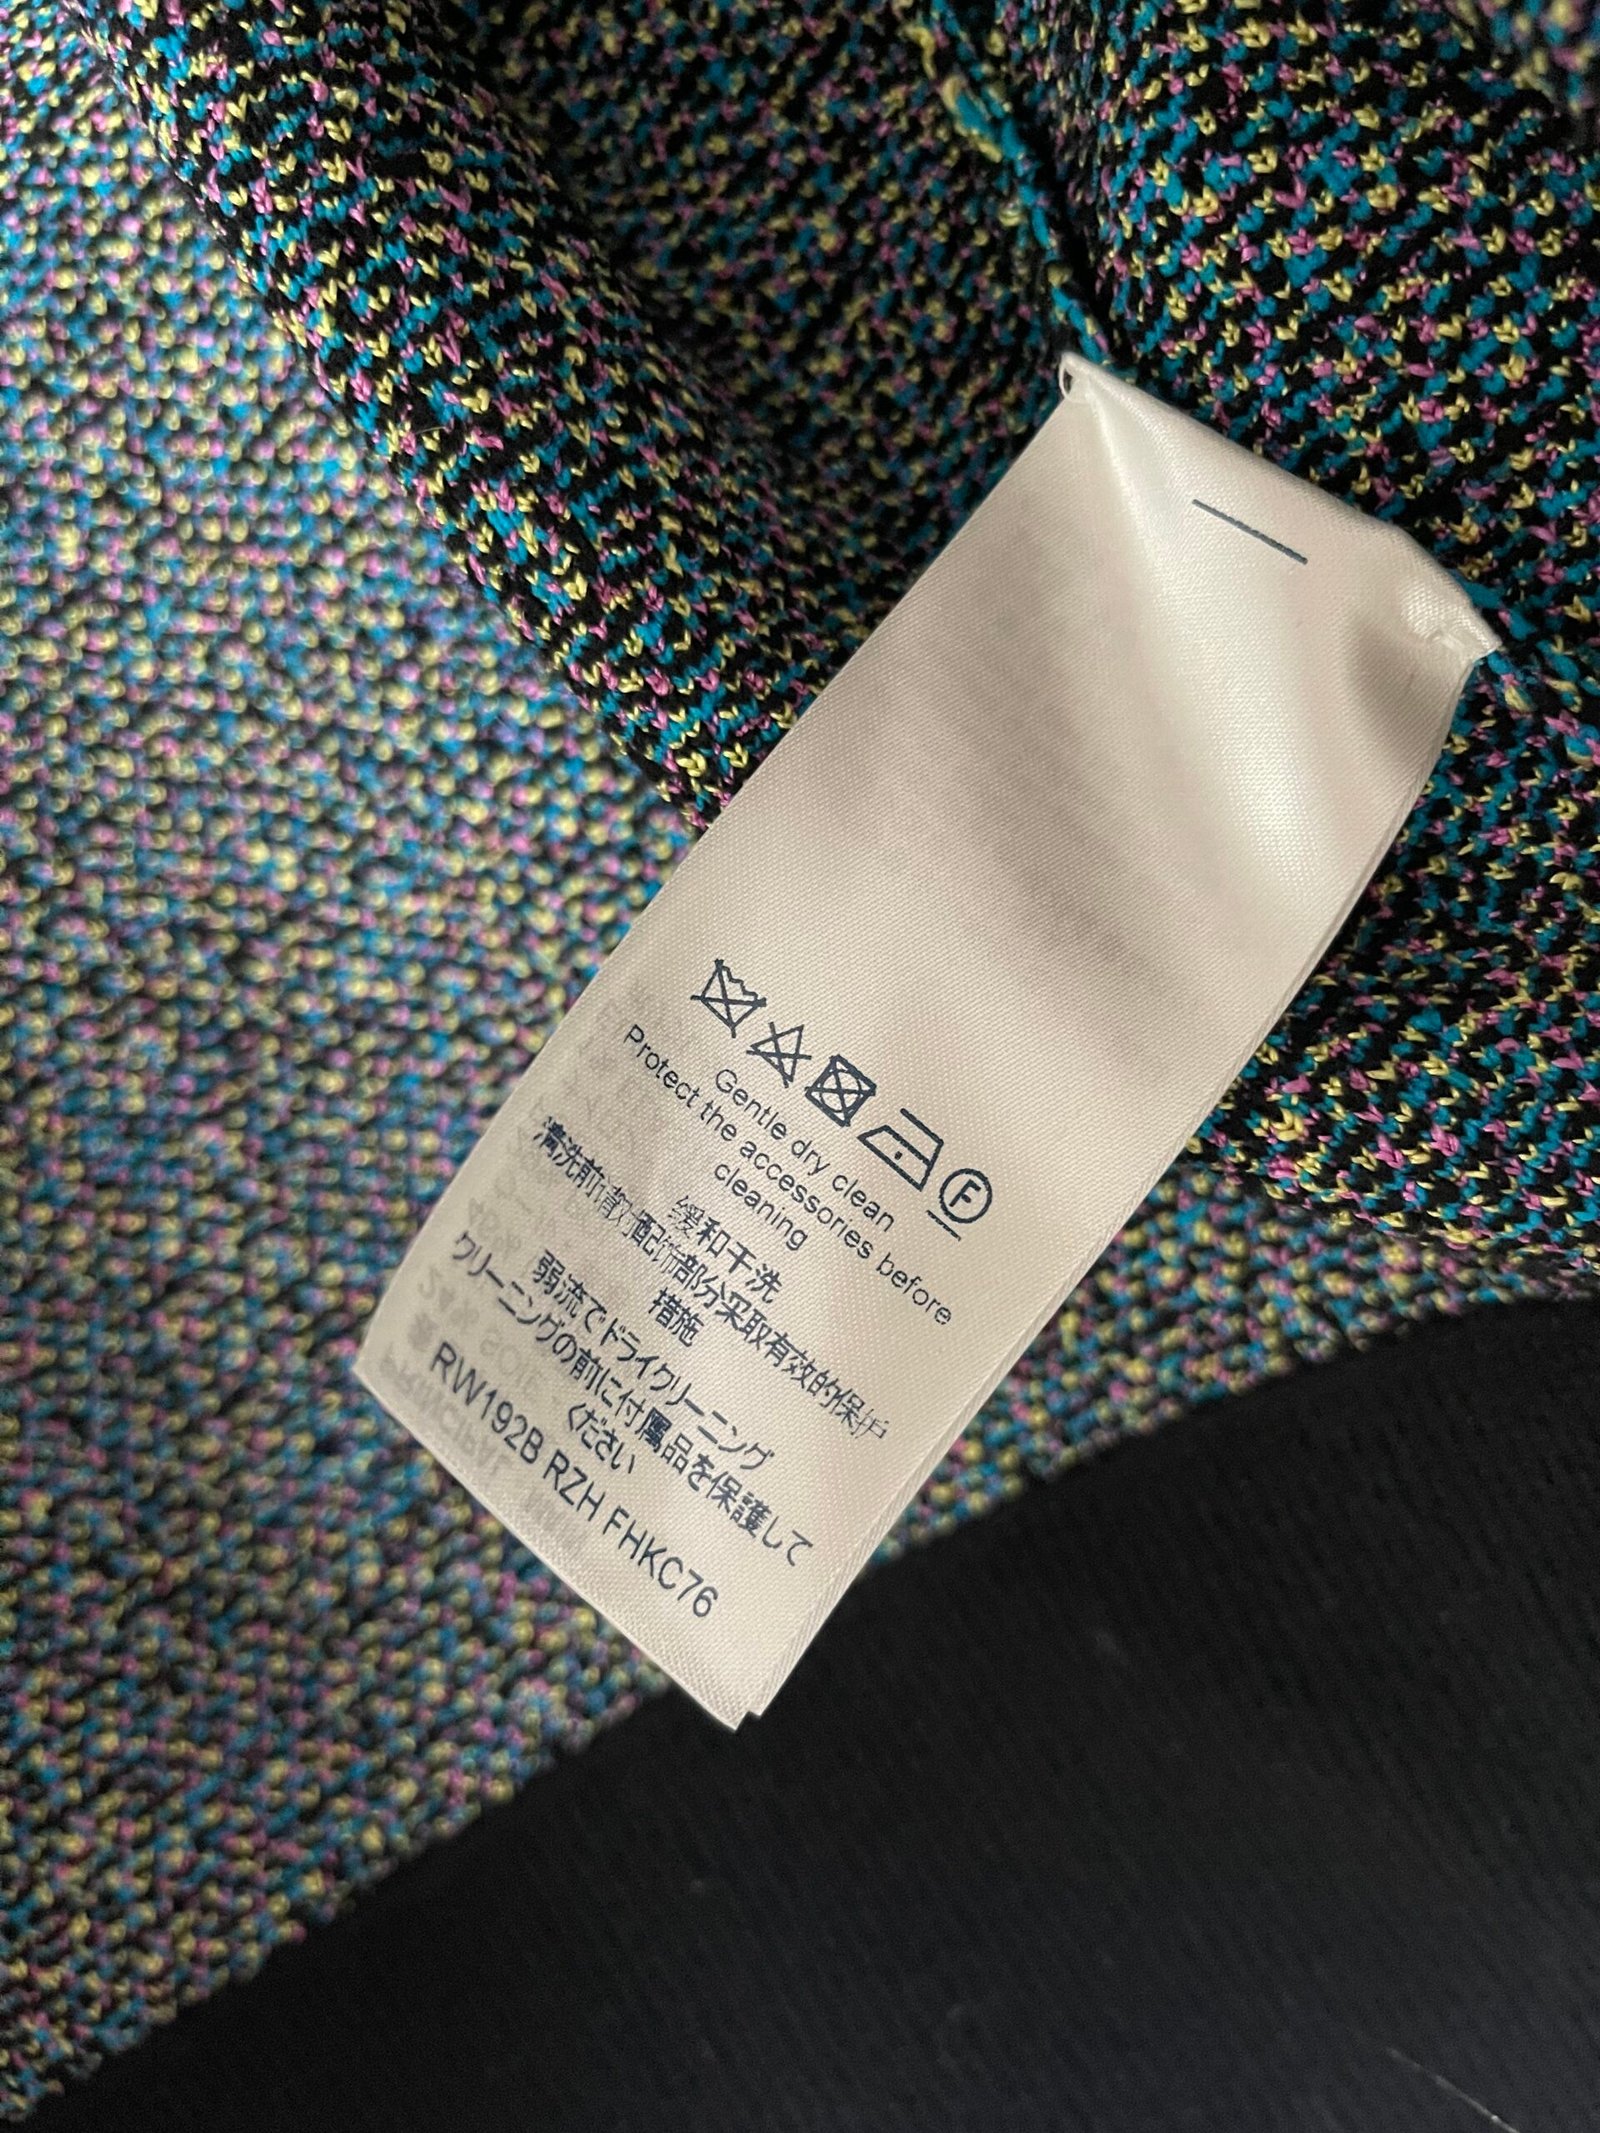 F
Gentle dry clean
Protect the accessories before
cleaning
缓和干洗
清洗前请对配饰部分采取有效的保护
措施
弱流でドライクリーニング
クリーニングの前に付属品を保護して
ください
RW192B RZH FHKC76